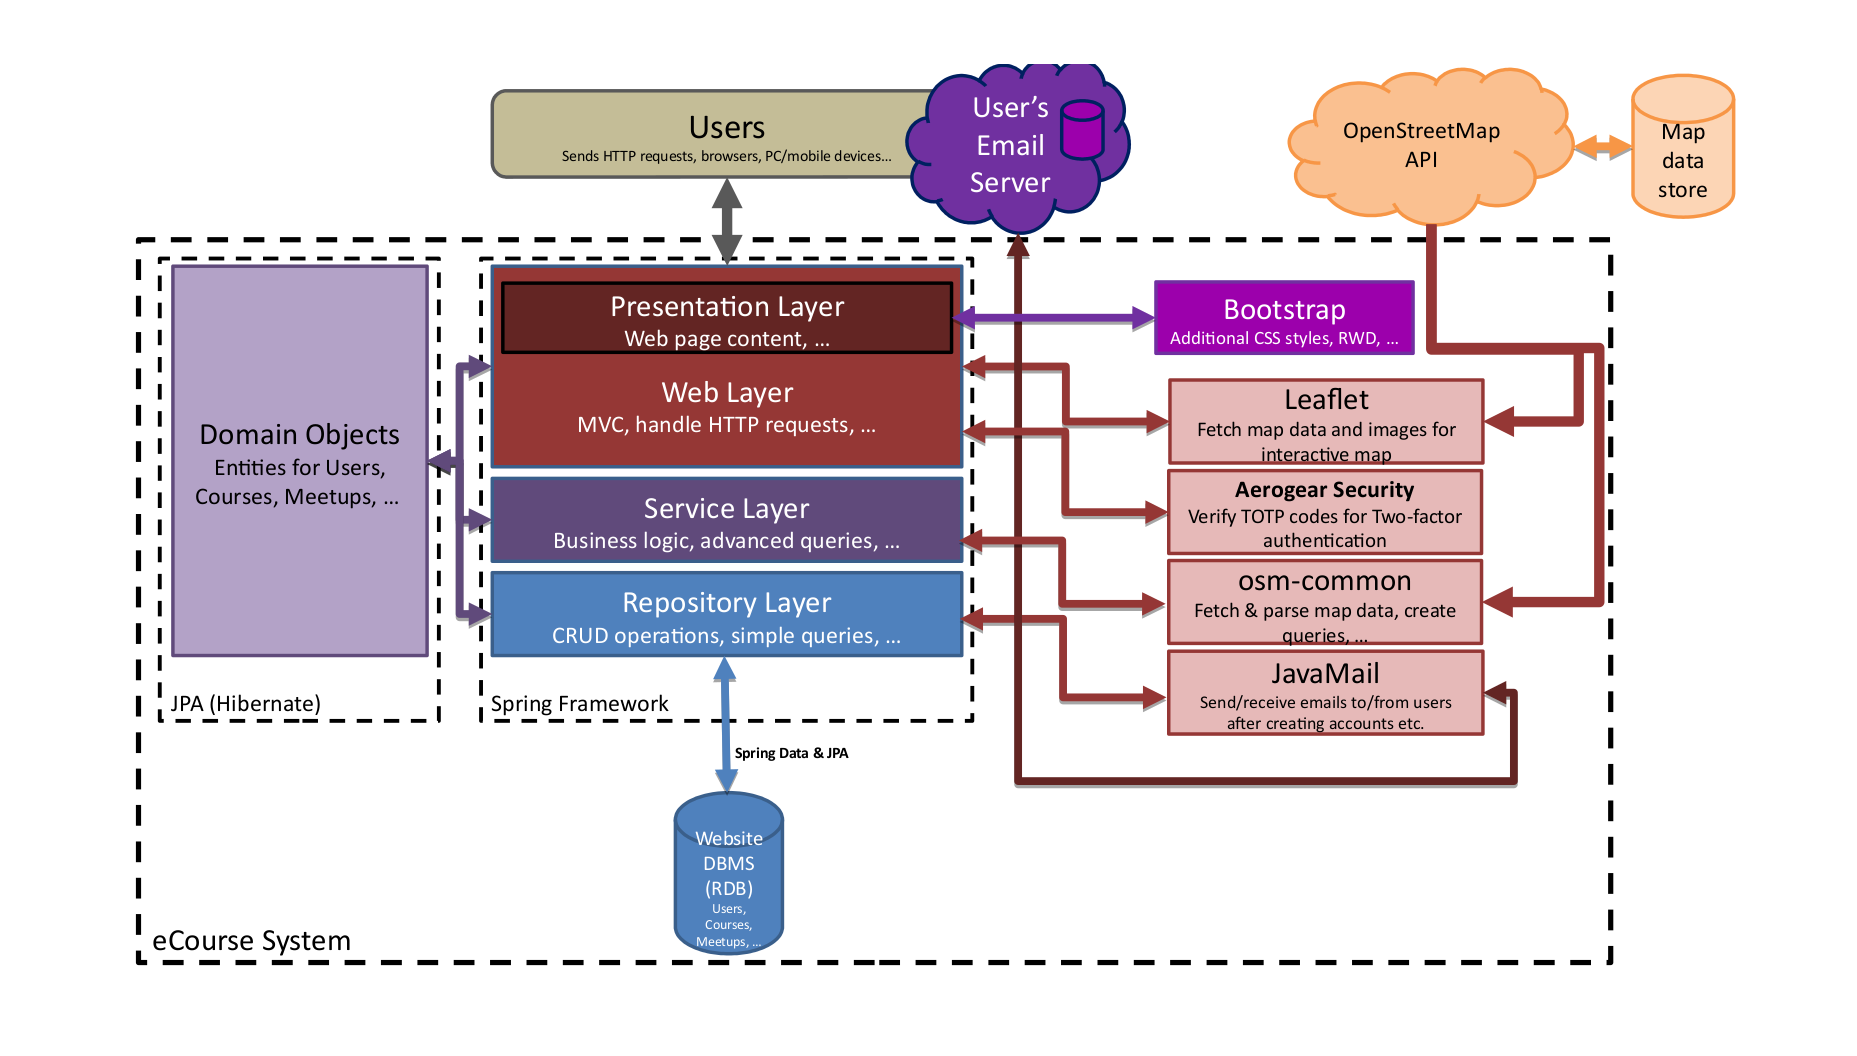 Users
Sends HTTP requests, browsers, PC/mobile devices...
User's
Email
Server
OpenStreetMap
API
Map
data
store
Domain Objects
Entities for Users,
Courses, Meetups, ...
JPA (Hibernate)
Presentation Layer
Web page content, ...
Web Layer
MVC, handle HTTP requests, ...
Service Layer
Business logic, advanced queries, ...
Repository Layer
CRUD operations, simple queries, ...
Spring Framework
Bootstrap
Additional CSS styles, RWD, ...
Leaflet
Fetch map data and images for
interactive map
Aerogear Security
Verify TOTP codes for Two-factor
authentication
osm-common
Fetch & parse map data, create
queries, ...
JavaMail
Send/receive emails to/from users
after creating accounts etc.
Spring Data & JPA
Website
DBMS
(RDB)
Users,
Courses,
Meetups, ...
eCourse System